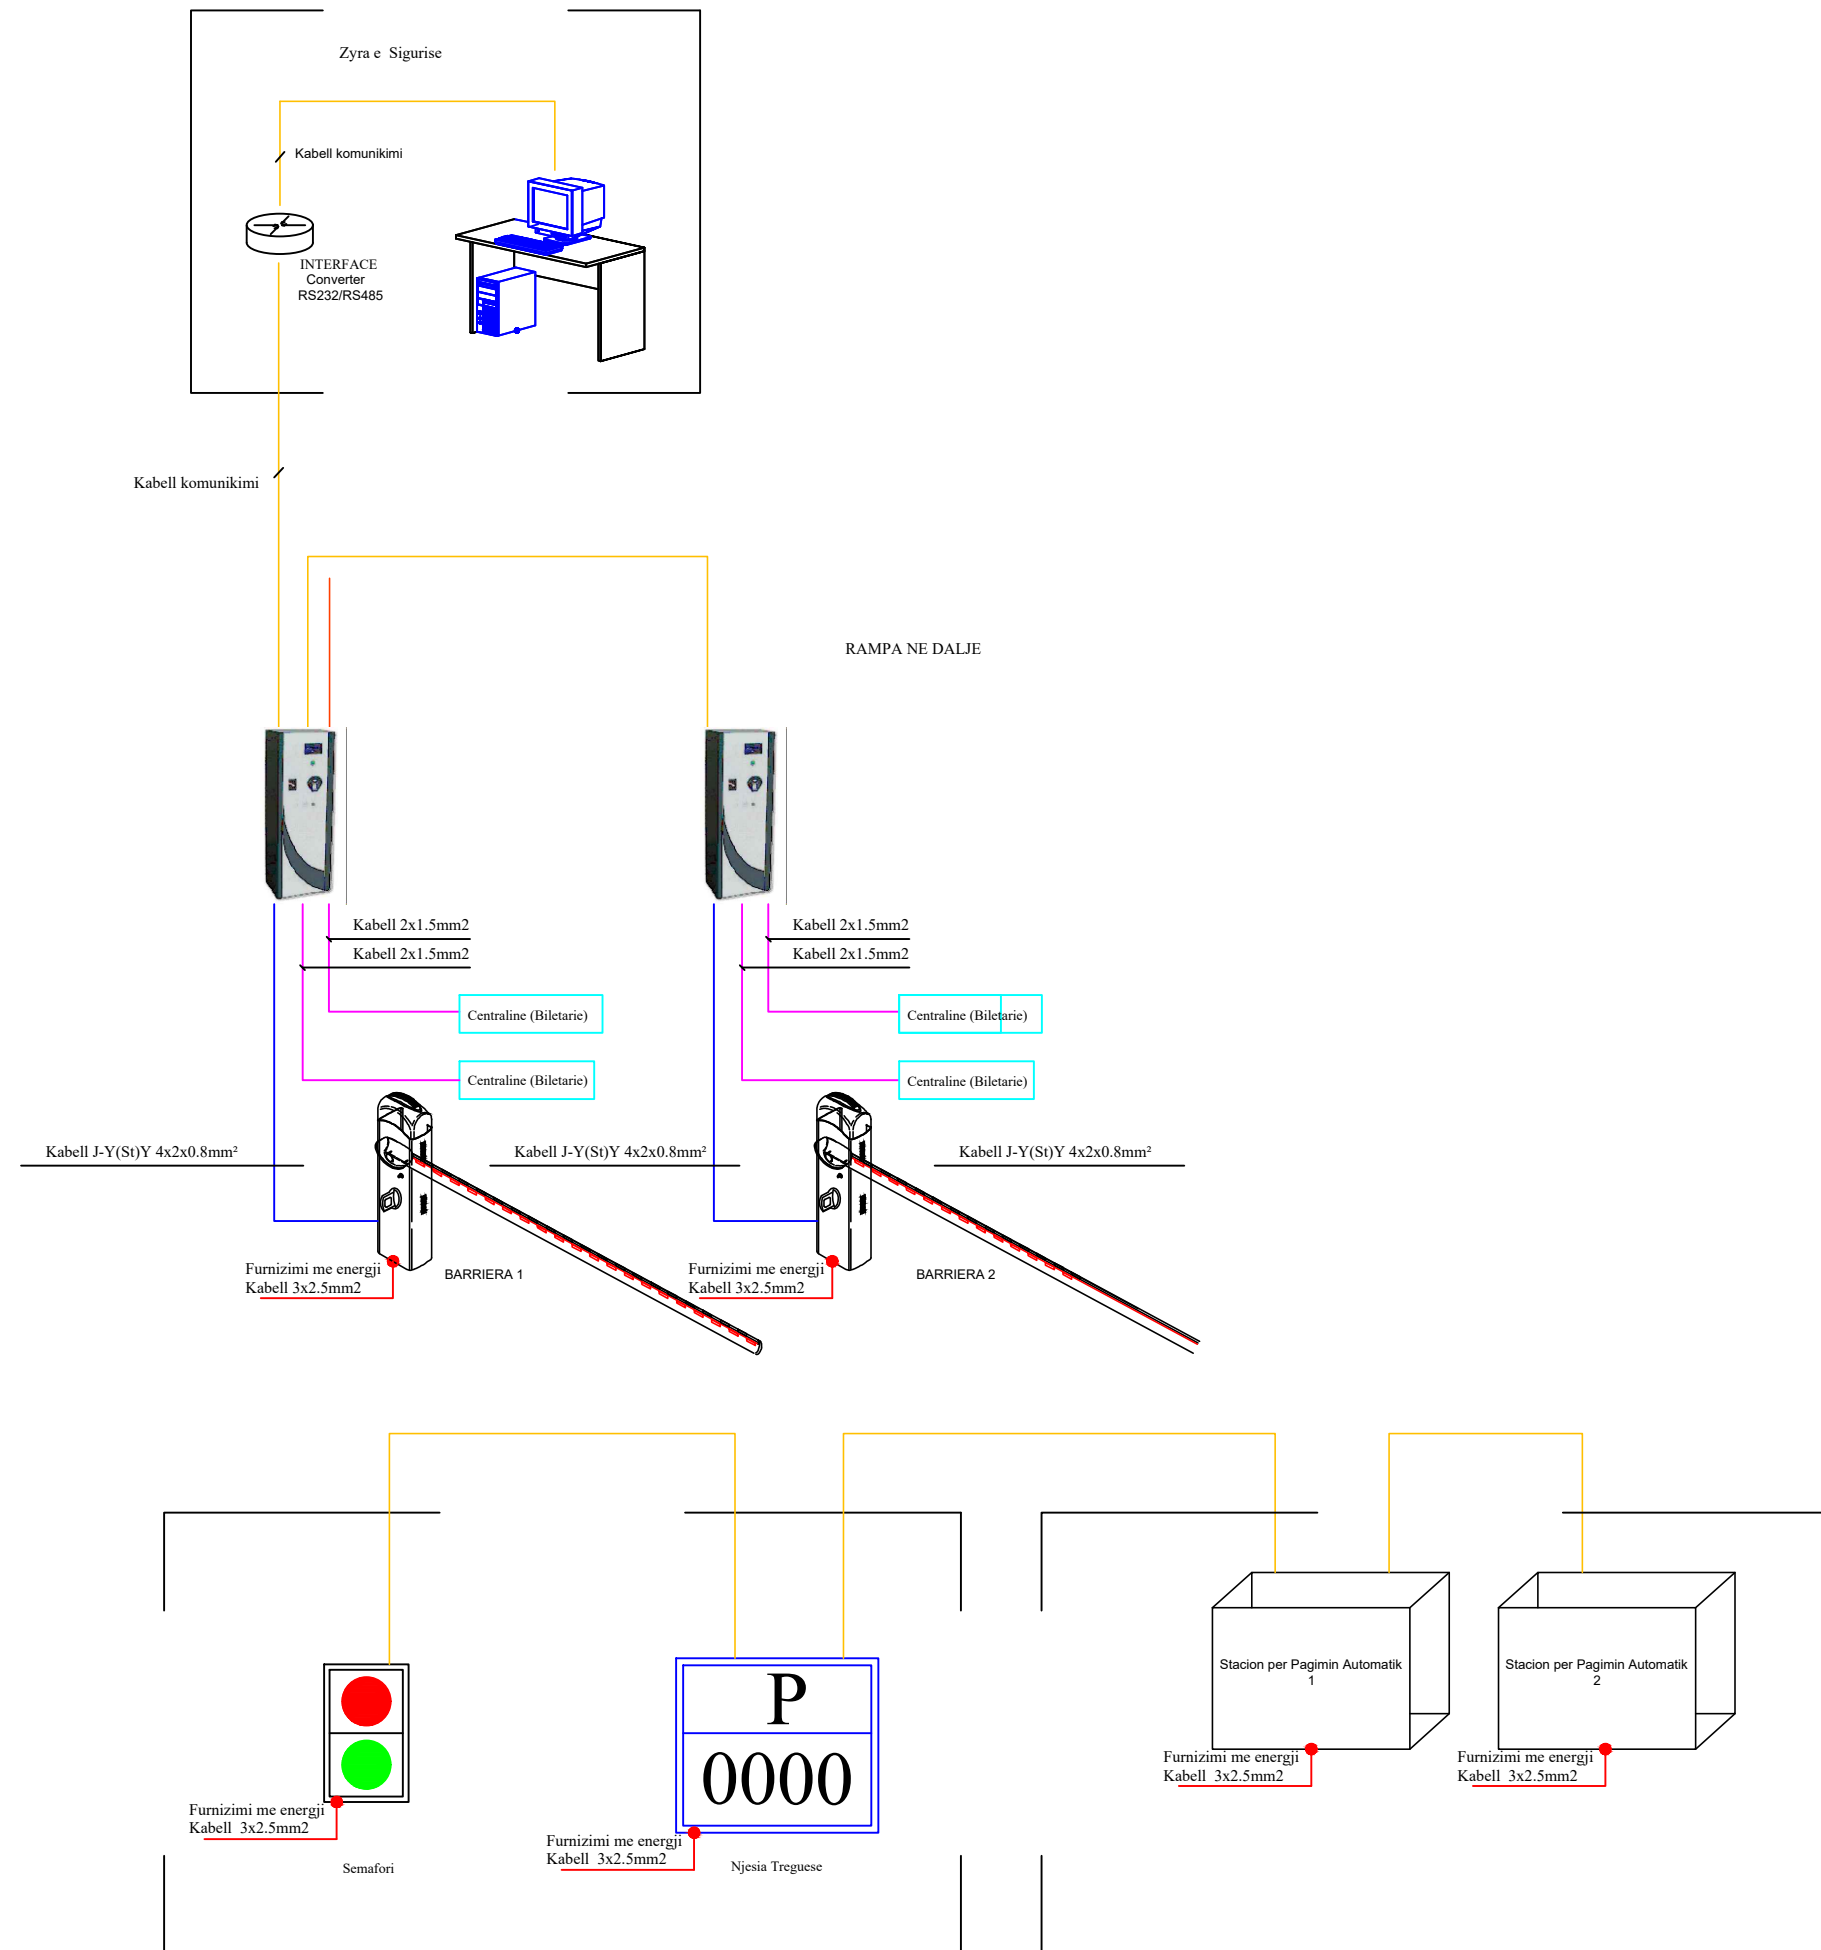 Zyra e  Sigurise
Kabell komunikimi
INTERFACE
Converter
RS232/RS485
Kabell komunikimi
RAMPA NE DALJE
Kabell 2x1.5mm2
Kabell 2x1.5mm2
Kabell 2x1.5mm2
Kabell 2x1.5mm2
Centraline (Biletarie)
Centraline (Biletarie)
Centraline (Biletarie)
Centraline (Biletarie)
Kabell J-Y(St)Y 4x2x0.8mm²
Kabell J-Y(St)Y 4x2x0.8mm²
Kabell J-Y(St)Y 4x2x0.8mm²
Furnizimi me energji
Kabell 3x2.5mm2
BARRIERA 1
Furnizimi me energji
Kabell 3x2.5mm2
BARRIERA 2
P
0000
Stacion per Pagimin Automatik
1
Stacion per Pagimin Automatik
2
Furnizimi me energji
Kabell  3x2.5mm2
Furnizimi me energji
Kabell  3x2.5mm2
Furnizimi me energji
Kabell  3x2.5mm2
Semafori
Furnizimi me energji
Kabell  3x2.5mm2
Njesia Treguese